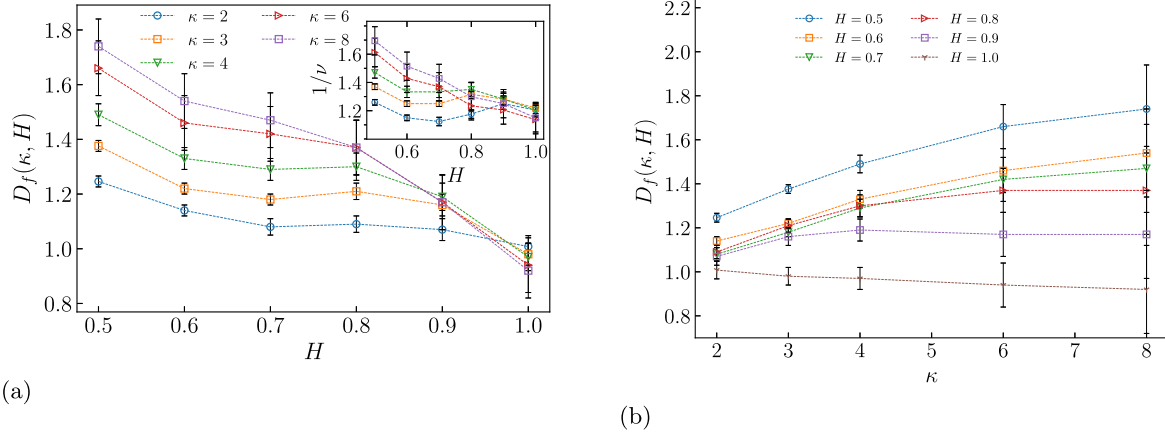 κ = 2
κ = 3
κ = 4
κ = 6
κ = 8
D_f(κ, H)
1.8
1.6
1.4
1.2
1.0
0.8
0.5
0.6
0.7
0.8
0.9
1.0
H
1/ν
1.6
1.4
1.2
0.6
0.8
1.0
H
(a)
H = 0.5
H = 0.6
H = 0.7
H = 0.8
H = 0.9
H = 1.0
D_f(κ, H)
2.2
2.0
1.8
1.6
1.4
1.2
1.0
0.8
2
3
4
5
6
7
8
κ
(b)